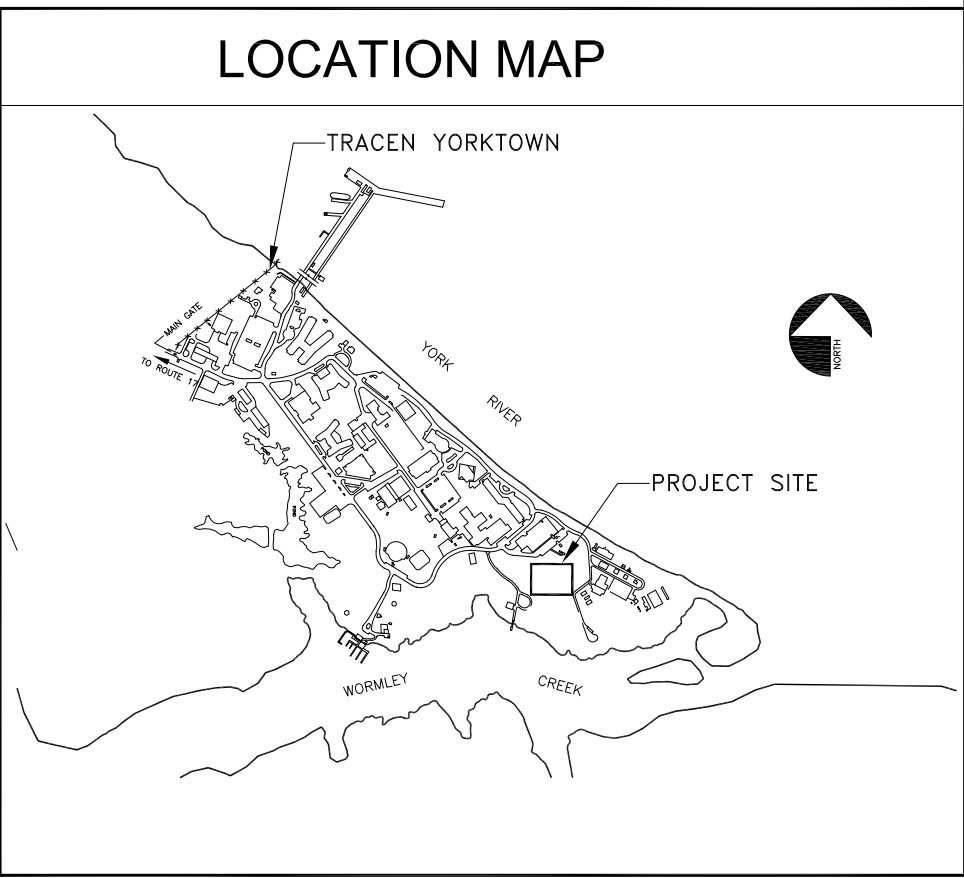 LOCATION MAP
TRACEN YORKTOWN
MAIN GATE
TO ROUTE 17
YORK
RIVER
NORTH
PROJECT SITE
WORMLEY
CREEK